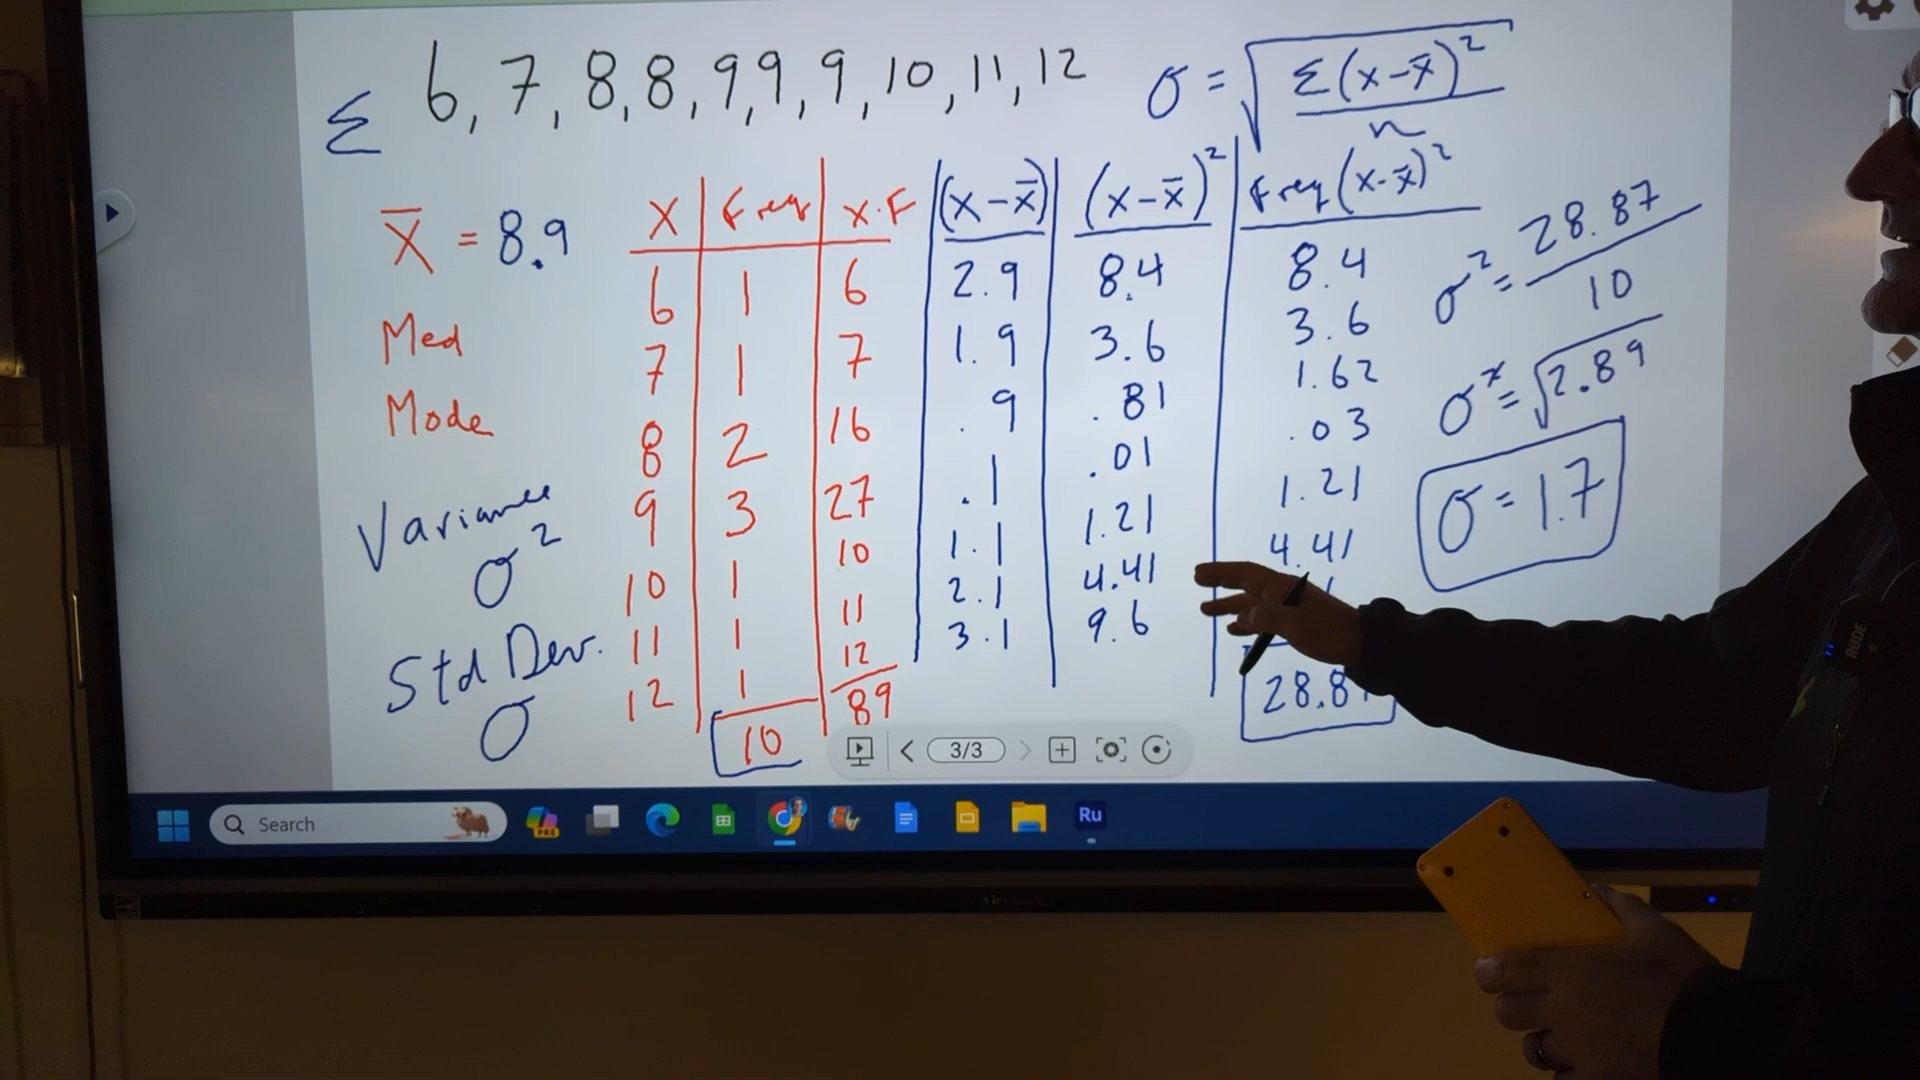 Σ 6, 7, 8, 8, 9, 9, 9, 10, 11, 12
σ = √(Σ(x-x̄)² / n)
x̄ = 8.9
Med
Mode
Variance
σ²
Std Dev.
σ
X | Freq | X·F | (x-x̄) | (x-x̄)² | Freq(x-x̄)²
6 | 1 | 6 | 2.9 | 8.4 | 8.4
7 | 1 | 7 | 1.9 | 3.6 | 3.6
8 | 2 | 16 | .9 | .81 | 1.62
9 | 3 | 27 | .1 | .01 | .03
10 | 1 | 10 | 1.1 | 1.21 | 1.21
11 | 1 | 11 | 2.1 | 4.41 | 4.41
12 | 1 | 12 | 3.1 | 9.6
10 | 89
σ² = 28.87 / 10
σ = √2.89
σ = 1.7
3/3
Search
PRE
Ru
ViewSonic
RØDE